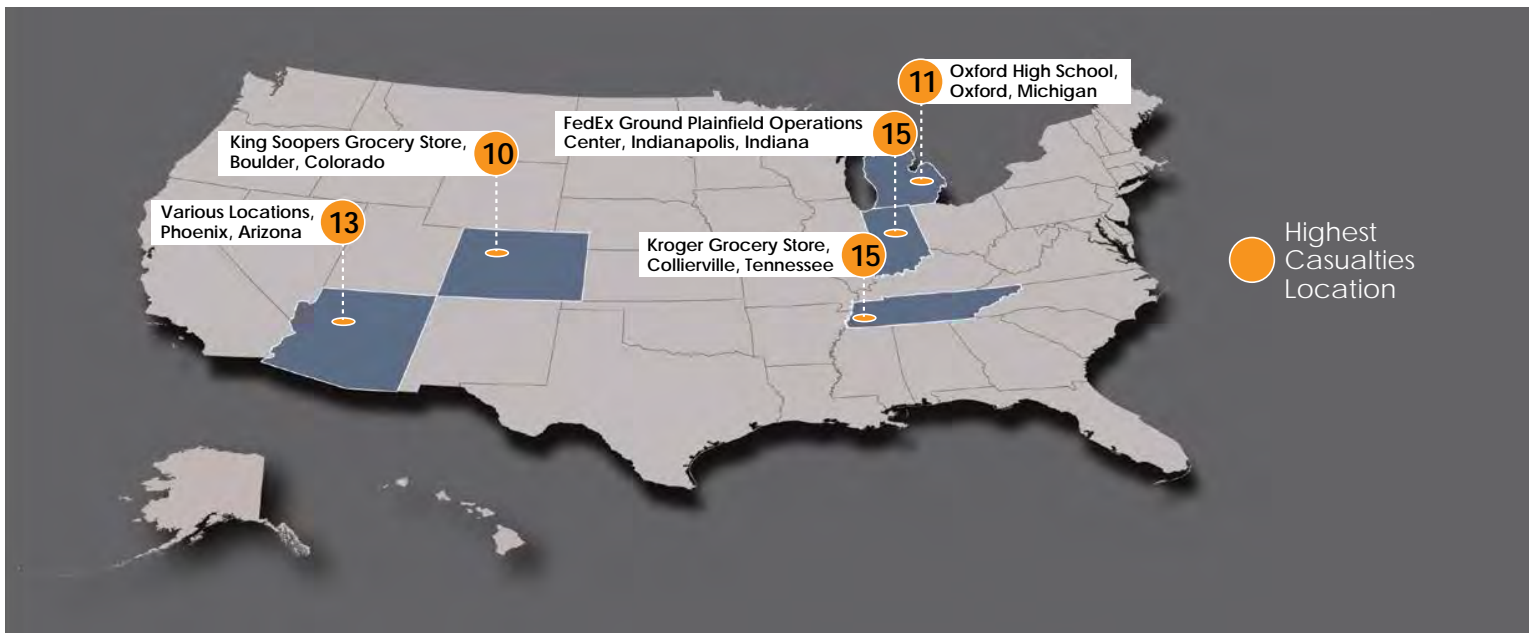 11
Oxford High School,
Oxford, Michigan
FedEx Ground Plainfield Operations
Center, Indianapolis, Indiana
15
King Soopers Grocery Store,
Boulder, Colorado
10
Various Locations,
Phoenix, Arizona
13
Kroger Grocery Store,
Collierville, Tennessee
15
Highest
Casualties
Location